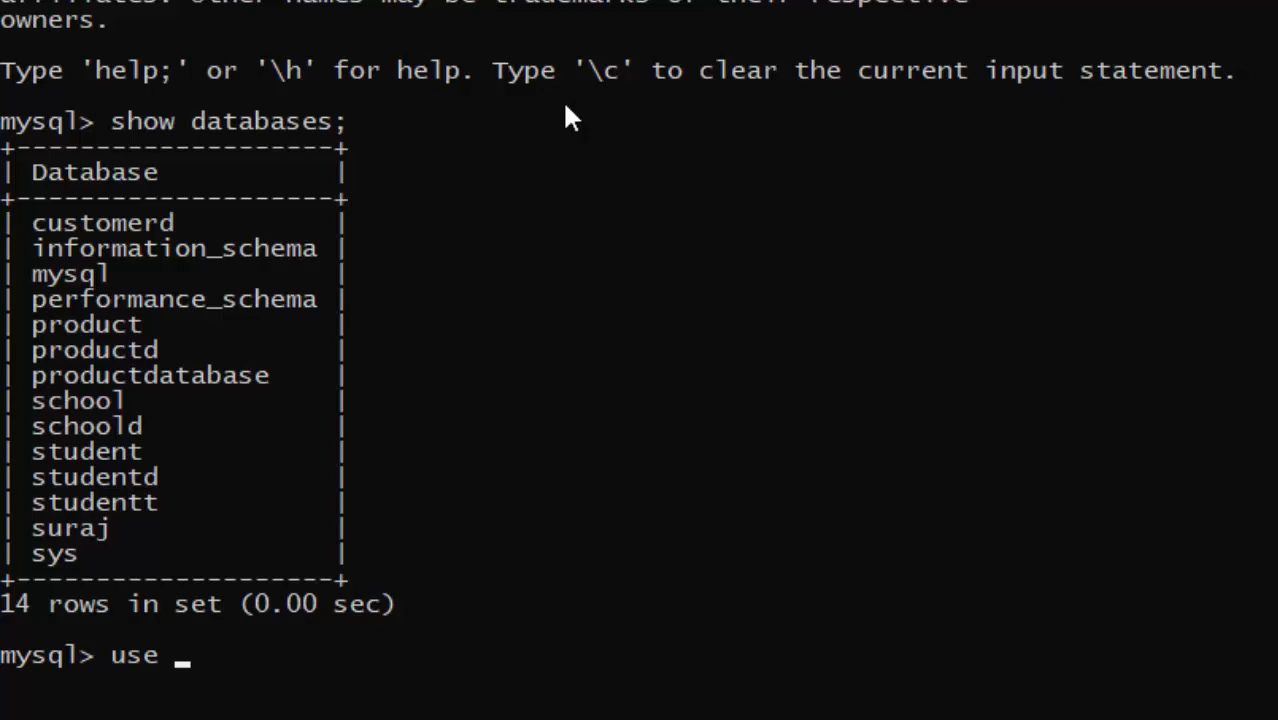 owners.
Type 'help;' or '\h' for help. Type '\c' to clear the current input statement.
mysql> show databases;
+--------------------+
| Database           |
+--------------------+
| customerd          |
| information_schema |
| mysql              |
| performance_schema |
| product            |
| productd           |
| productdatabase    |
| school             |
| schoold            |
| student            |
| studentd           |
| studentt           |
| suraj              |
| sys                |
+--------------------+
14 rows in set (0.00 sec)
mysql> use